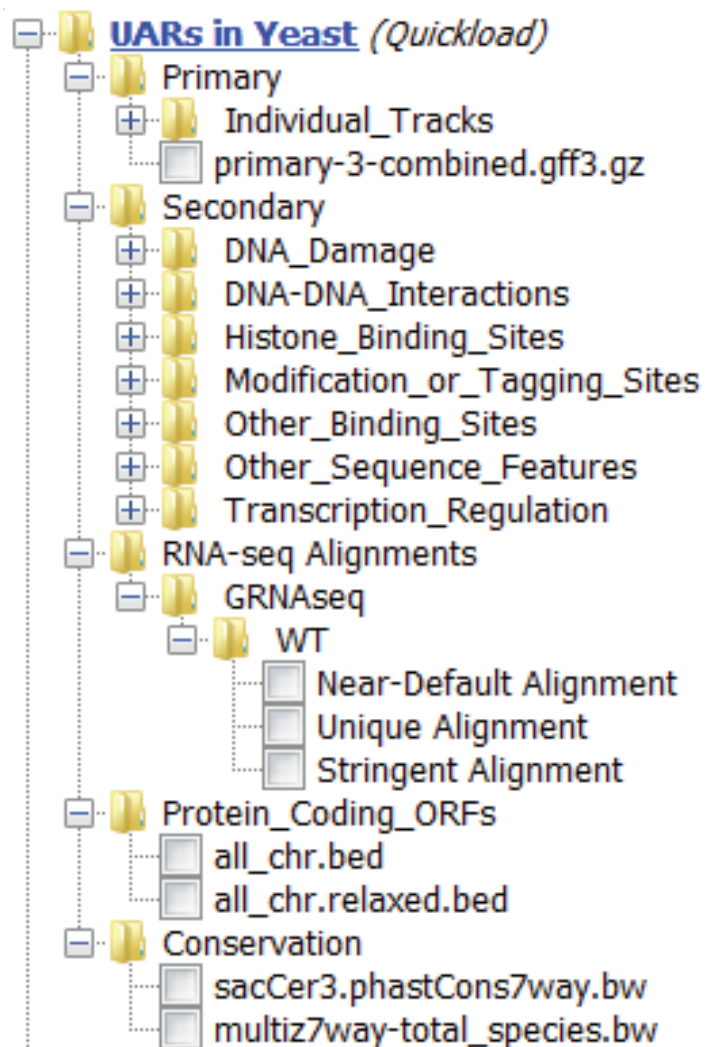 UARs in Yeast (Quickload)
Primary
Individual_Tracks
primary-3-combined.gff3.gz
Secondary
DNA_Damage
DNA-DNA_Interactions
Histone_Binding_Sites
Modification_or_Tagging_Sites
Other_Binding_Sites
Other_Sequence_Features
Transcription_Regulation
RNA-seq Alignments
GRNAseq
WT
Near-Default Alignment
Unique Alignment
Stringent Alignment
Protein_Coding_ORFs
all_chr.bed
all_chr.relaxed.bed
Conservation
sacCer3.phastCons7way.bw
multiz7way-total_species.bw